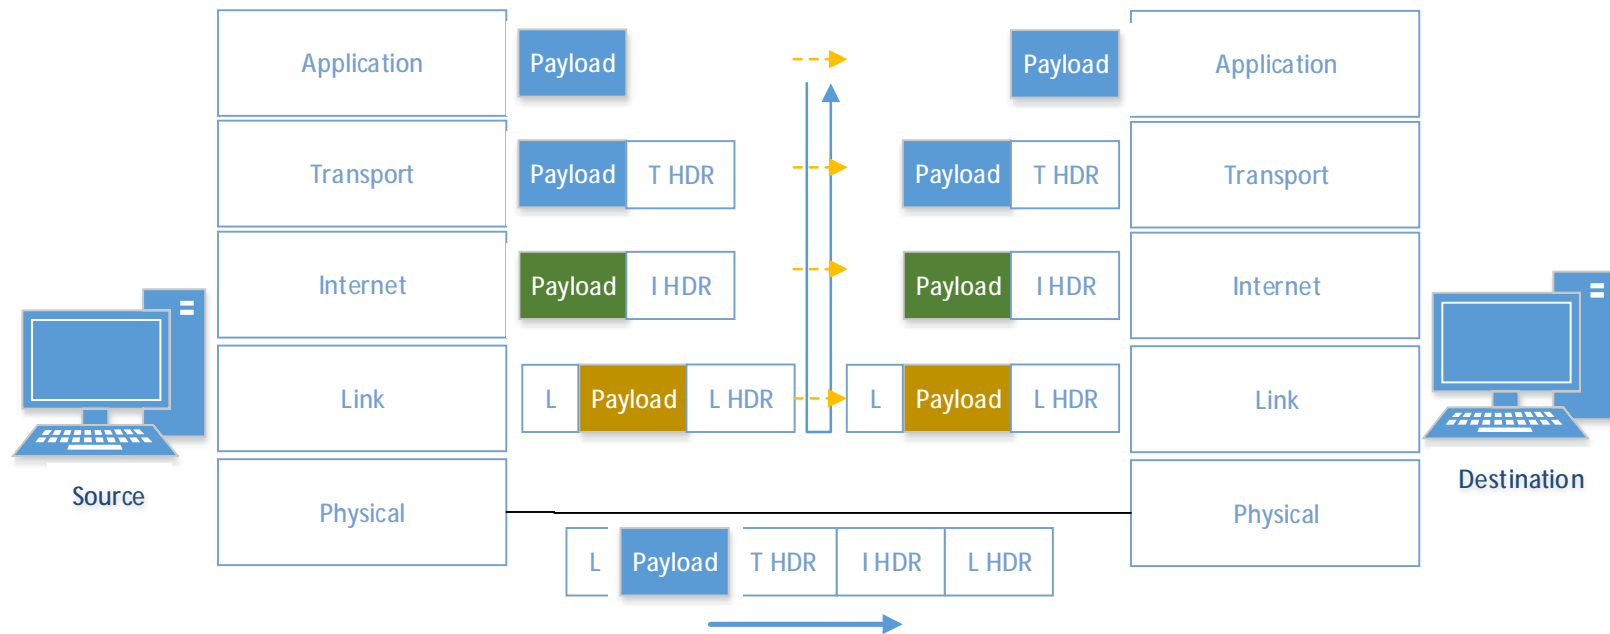 Application Payload Payload Application
Transport Payload T HDR Payload T HDR Transport
Internet Payload I HDR Payload I HDR Internet
Link L Payload L HDR L Payload L HDR Link
Source Destination
Physical Physical
L Payload T HDR I HDR L HDR